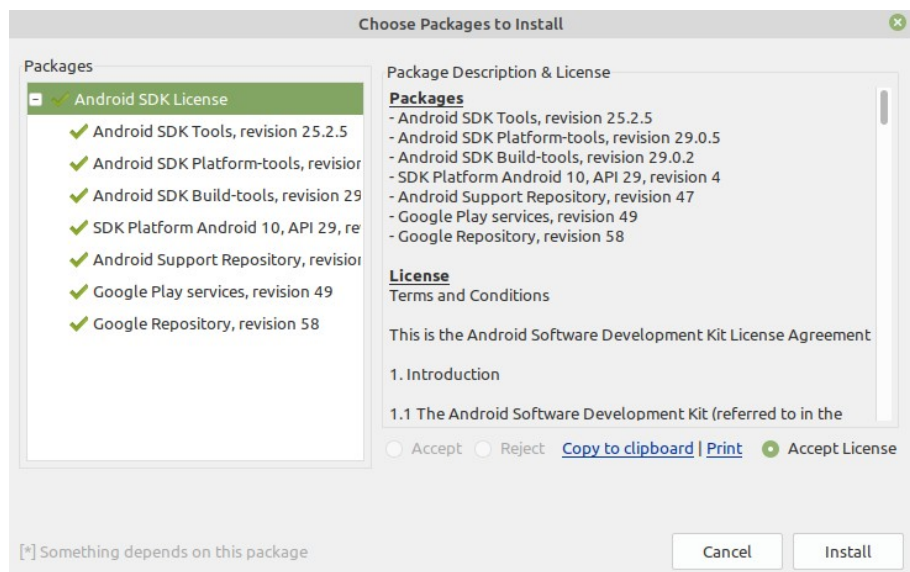 Choose Packages to Install
Packages
Android SDK License
Android SDK Tools, revision 25.2.5
Android SDK Platform-tools, revisior
Android SDK Build-tools, revision 29
SDK Platform Android 10, API 29, re
Android Support Repository, revisior
Google Play services, revision 49
Google Repository, revision 58
Package Description & License
Packages
- Android SDK Tools, revision 25.2.5
- Android SDK Platform-tools, revision 29.0.5
- Android SDK Build-tools, revision 29.0.2
- SDK Platform Android 10, API 29, revision 4
- Android Support Repository, revision 47
- Google Play services, revision 49
- Google Repository, revision 58
License
Terms and Conditions
This is the Android Software Development Kit License Agreement
1. Introduction
1.1 The Android Software Development Kit (referred to in the
Accept Reject Copy to clipboard | Print Accept License
[*] Something depends on this package
Cancel Install